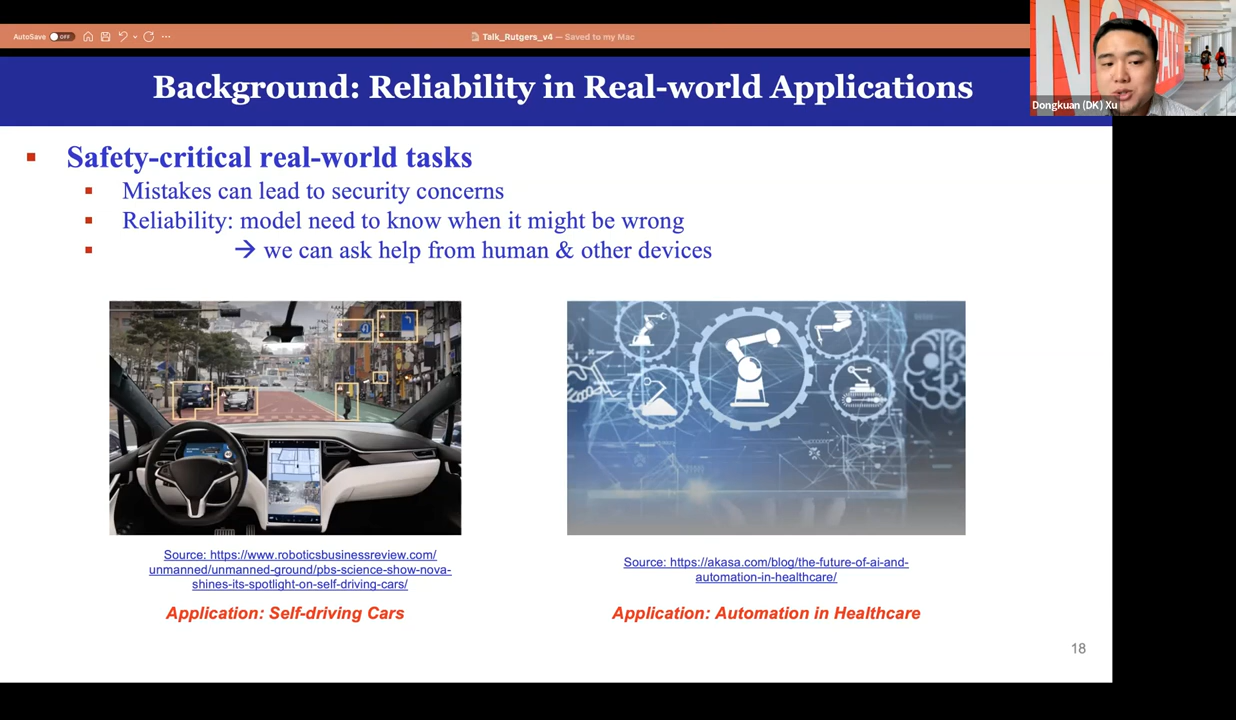 AutoSave OFF
Talk_Rutgers_v4 — Saved to my Mac
Background: Reliability in Real-world Applications
Dongkuan (DK) Xu
Safety-critical real-world tasks
Mistakes can lead to security concerns
Reliability: model need to know when it might be wrong
→ we can ask help from human & other devices
Source: https://www.roboticsbusinessreview.com/
unmanned/unmanned-ground/pbs-science-show-nova-
shines-its-spotlight-on-self-driving-cars/
Source: https://akasa.com/blog/the-future-of-ai-and-
automation-in-healthcare/
Application: Self-driving Cars
Application: Automation in Healthcare
18